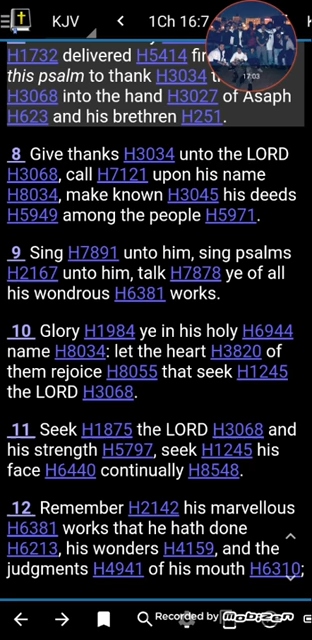 KJV
1Ch 16:7
H1732 delivered H5414
this psalm to thank H3034
H3068 into the hand H3027 of Asaph
H623 and his brethren H251.
17:03
8 Give thanks H3034 unto the LORD
H3068, call H7121 upon his name
H8034, make known H3045 his deeds
H5949 among the people H5971.
9 Sing H7891 unto him, sing psalms
H2167 unto him, talk H7878 ye of all
his wondrous H6381 works.
10 Glory H1984 ye in his holy H6944
name H8034: let the heart H3820 of
them rejoice H8055 that seek H1245
the LORD H3068.
11 Seek H1875 the LORD H3068 and
his strength H5797, seek H1245 his
face H6440 continually H8548.
12 Remember H2142 his marvellous
H6381 works that he hath done
H6213, his wonders H4159, and the
judgments H4941 of his mouth H6310;
Recorded by